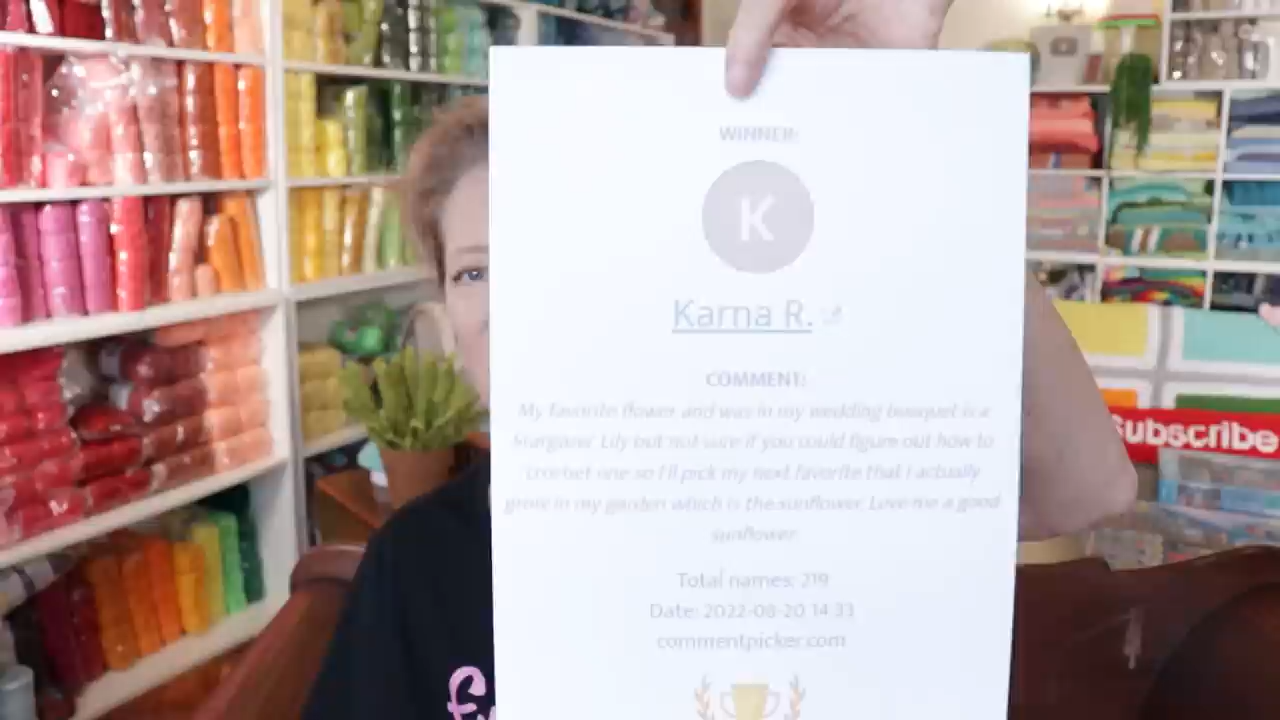 WINNER:
K
Karna R.
COMMENT:
My favorite flower and was in my wedding bouquet is a
Stargazer Lily but not sure if you could figure out how to
crochet one so I'll pick my next favorite that I actually
grow in my garden which is the sunflower. Love me a good
sunflower.
Total names: 219
Date: 2022-08-20 14:33
commentpicker.com
Subscribe